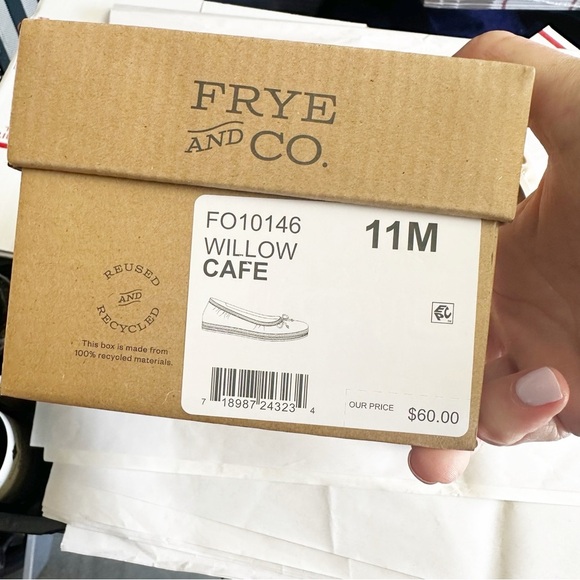 FRYE
AND CO.
FO10146
WILLOW
CAFE
11M
REUSED
AND
RECYCLED
This box is made from
100% recycled materials.
7 18987 24323 4
OUR PRICE $60.00